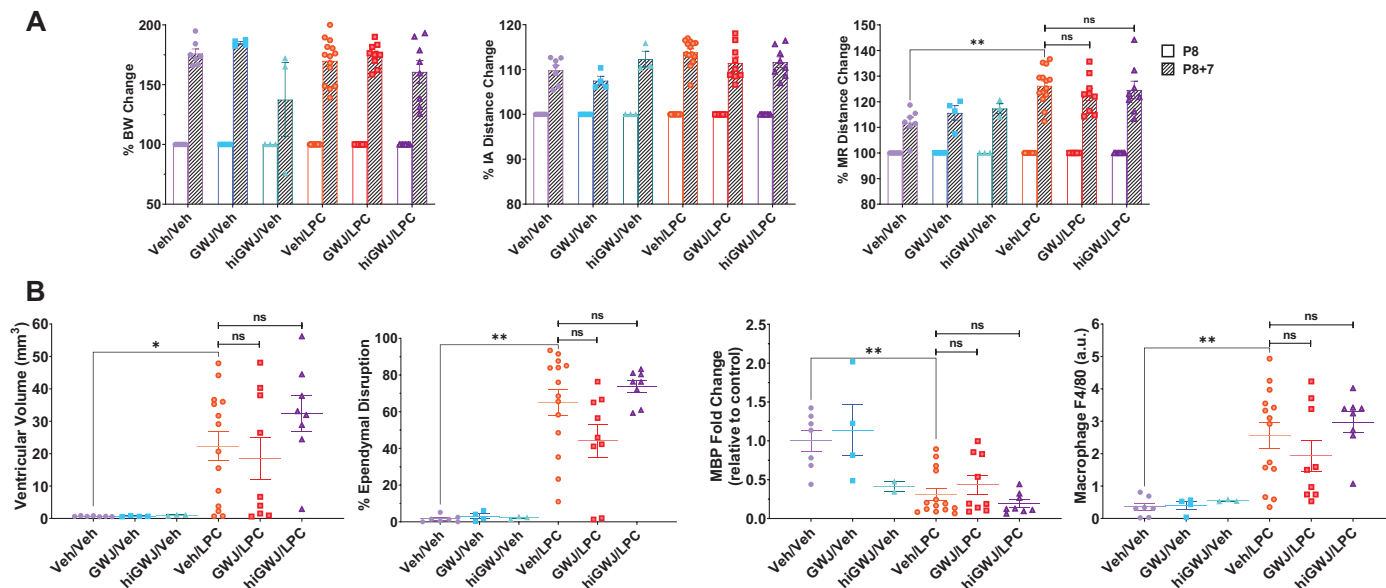 A
% BW Change
200
150
100
50
Veh/Veh
GWJ/Veh
hiGWJ/Veh
Veh/LPC
GWJ/LPC
hiGWJ/LPC
% IA Distance Change
120
110
100
90
80
Veh/Veh
GWJ/Veh
hiGWJ/Veh
Veh/LPC
GWJ/LPC
hiGWJ/LPC
% MR Distance Change
150
140
130
120
110
100
90
80
**
ns
ns
Veh/Veh
GWJ/Veh
hiGWJ/Veh
Veh/LPC
GWJ/LPC
hiGWJ/LPC
P8
P8+7
B
Ventricular Volume (mm³)
60
50
40
30
20
10
0
*
ns
ns
Veh/Veh
GWJ/Veh
hiGWJ/Veh
Veh/LPC
GWJ/LPC
hiGWJ/LPC
% Ependymal Disruption
100
80
60
40
20
0
**
ns
ns
Veh/Veh
GWJ/Veh
hiGWJ/Veh
Veh/LPC
GWJ/LPC
hiGWJ/LPC
MBP Fold Change
(relative to control)
2.5
2.0
1.5
1.0
0.5
0.0
**
ns
ns
Veh/Veh
GWJ/Veh
hiGWJ/Veh
Veh/LPC
GWJ/LPC
hiGWJ/LPC
Macrophage F4/80 (a.u.)
6
5
4
3
2
1
0
**
ns
ns
Veh/Veh
GWJ/Veh
hiGWJ/Veh
Veh/LPC
GWJ/LPC
hiGWJ/LPC